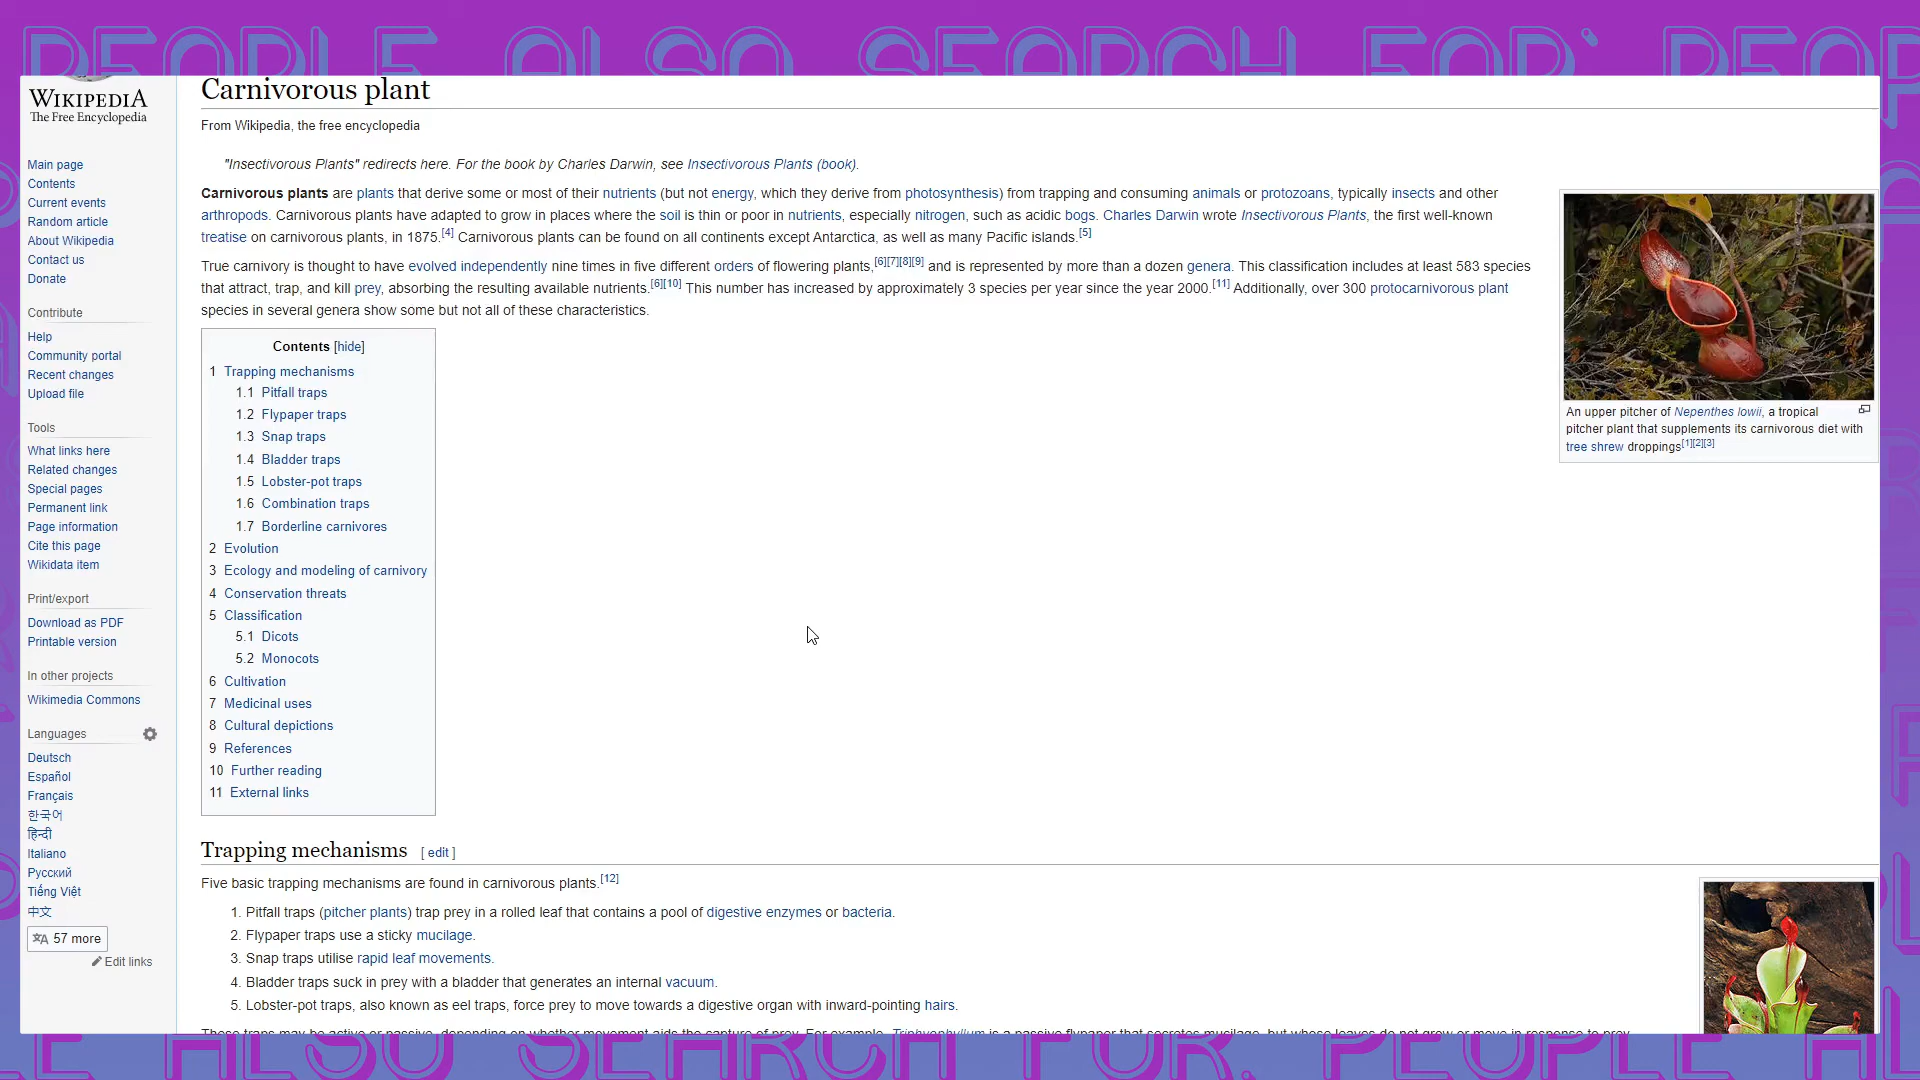 PEOPLE ALSO SEARCH FOR: PEOP
WIKIPEDIA
The Free Encyclopedia
Main page
Contents
Current events
Random article
About Wikipedia
Contact us
Donate
Contribute
Help
Community portal
Recent changes
Upload file
Tools
What links here
Related changes
Special pages
Permanent link
Page information
Cite this page
Wikidata item
Print/export
Download as PDF
Printable version
In other projects
Wikimedia Commons
Languages
Deutsch
Español
Français
한국어
हिन्दी
Italiano
Русский
Tiếng Việt
中文
57 more
Edit links
Carnivorous plant
From Wikipedia, the free encyclopedia
"Insectivorous Plants" redirects here. For the book by Charles Darwin, see Insectivorous Plants (book).
Carnivorous plants are plants that derive some or most of their nutrients (but not energy, which they derive from photosynthesis) from trapping and consuming animals or protozoans, typically insects and other
arthropods. Carnivorous plants have adapted to grow in places where the soil is thin or poor in nutrients, especially nitrogen, such as acidic bogs. Charles Darwin wrote Insectivorous Plants, the first well-known
treatise on carnivorous plants, in 1875.[4] Carnivorous plants can be found on all continents except Antarctica, as well as many Pacific islands.[5]
True carnivory is thought to have evolved independently nine times in five different orders of flowering plants,[6][7][8][9] and is represented by more than a dozen genera. This classification includes at least 583 species
that attract, trap, and kill prey, absorbing the resulting available nutrients.[6][10] This number has increased by approximately 3 species per year since the year 2000.[11] Additionally, over 300 protocarnivorous plant
species in several genera show some but not all of these characteristics.
An upper pitcher of Nepenthes lowii, a tropical
pitcher plant that supplements its carnivorous diet with
tree shrew droppings[1][2][3]
Contents [hide]
1 Trapping mechanisms
1.1 Pitfall traps
1.2 Flypaper traps
1.3 Snap traps
1.4 Bladder traps
1.5 Lobster-pot traps
1.6 Combination traps
1.7 Borderline carnivores
2 Evolution
3 Ecology and modeling of carnivory
4 Conservation threats
5 Classification
5.1 Dicots
5.2 Monocots
6 Cultivation
7 Medicinal uses
8 Cultural depictions
9 References
10 Further reading
11 External links
Trapping mechanisms [ edit ]
Five basic trapping mechanisms are found in carnivorous plants.[12]
1. Pitfall traps (pitcher plants) trap prey in a rolled leaf that contains a pool of digestive enzymes or bacteria.
2. Flypaper traps use a sticky mucilage.
3. Snap traps utilise rapid leaf movements.
4. Bladder traps suck in prey with a bladder that generates an internal vacuum.
5. Lobster-pot traps, also known as eel traps, force prey to move towards a digestive organ with inward-pointing hairs.
These traps may be active or passive, depending on whether movement aids the capture of prey. For example, Triphyophyllum is a passive flypaper that secretes mucilage, but whose leaves do not grow or move in response to prey
LE ALSO SEARCH FOR: PEOPLE AL